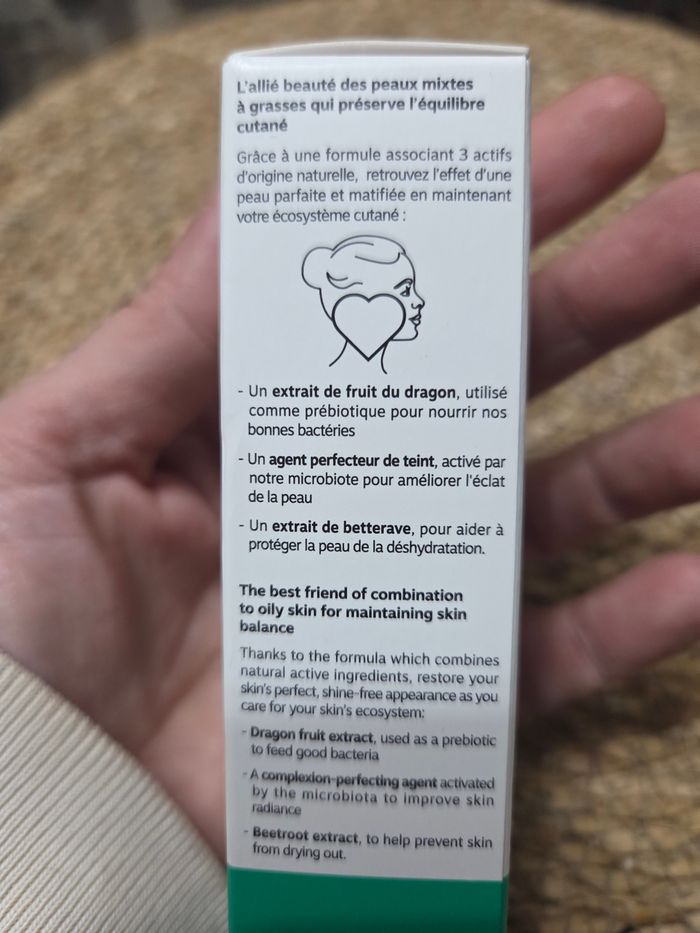 L'allié beauté des peaux mixtes
à grasses qui préserve l'équilibre
cutané
Grâce à une formule associant 3 actifs
d'origine naturelle, retrouvez l'effet d'une
peau parfaite et matifiée en maintenant
votre écosystème cutané :
- Un extrait de fruit du dragon, utilisé
comme prébiotique pour nourrir nos
bonnes bactéries
- Un agent perfecteur de teint, activé par
notre microbiote pour améliorer l'éclat
de la peau
- Un extrait de betterave, pour aider à
protéger la peau de la déshydratation.
The best friend of combination
to oily skin for maintaining skin
balance
Thanks to the formula which combines
natural active ingredients, restore your
skin's perfect, shine-free appearance as you
care for your skin's ecosystem:
- Dragon fruit extract, used as a prebiotic
to feed good bacteria
- A complexion-perfecting agent activated
by the microbiota to improve skin
radiance
- Beetroot extract, to help prevent skin
from drying out.